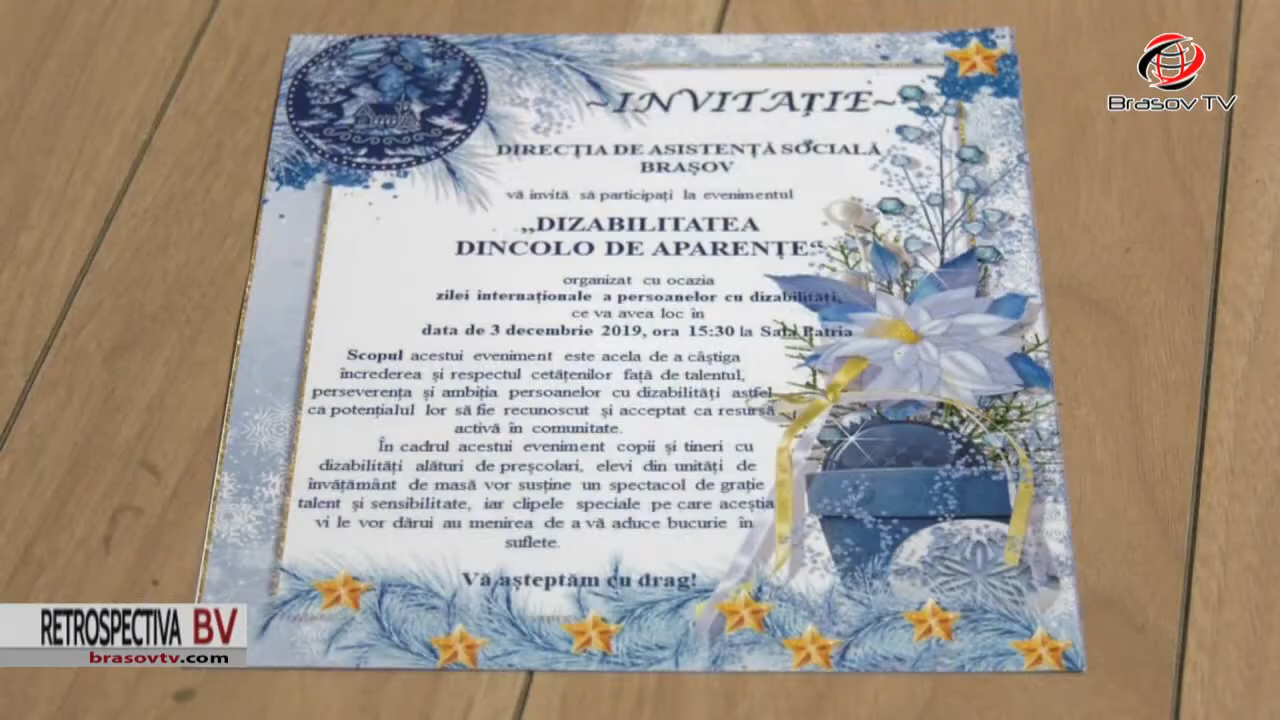 Brasov TV
~INVITAȚIE~
DIRECȚIA DE ASISTENȚĂ SOCIALĂ
BRAȘOV
vă invită să participați la evenimentul
„DIZABILITATEA
DINCOLO DE APARENȚE“
organizat cu ocazia
zilei internaționale a persoanelor cu dizabilități,
ce va avea loc în
data de 3 decembrie 2019, ora 15:30 la Sala Patria
Scopul acestui eveniment este acela de a câștiga
încrederea și respectul cetățenilor față de talentul,
perseverența și ambiția persoanelor cu dizabilități astfel
ca potențialul lor să fie recunoscut și acceptat ca resursă
activă în comunitate.
În cadrul acestui eveniment copii și tineri cu
dizabilități alături de preșcolari, elevi din unități de
învățământ de masă vor susține un spectacol de grație
talent și sensibilitate, iar clipele speciale pe care aceștia
vi le vor dărui au menirea de a vă aduce bucurie în
suflete.
Vă așteptăm cu drag!
RETROSPECTIVA BV
brasovtv.com